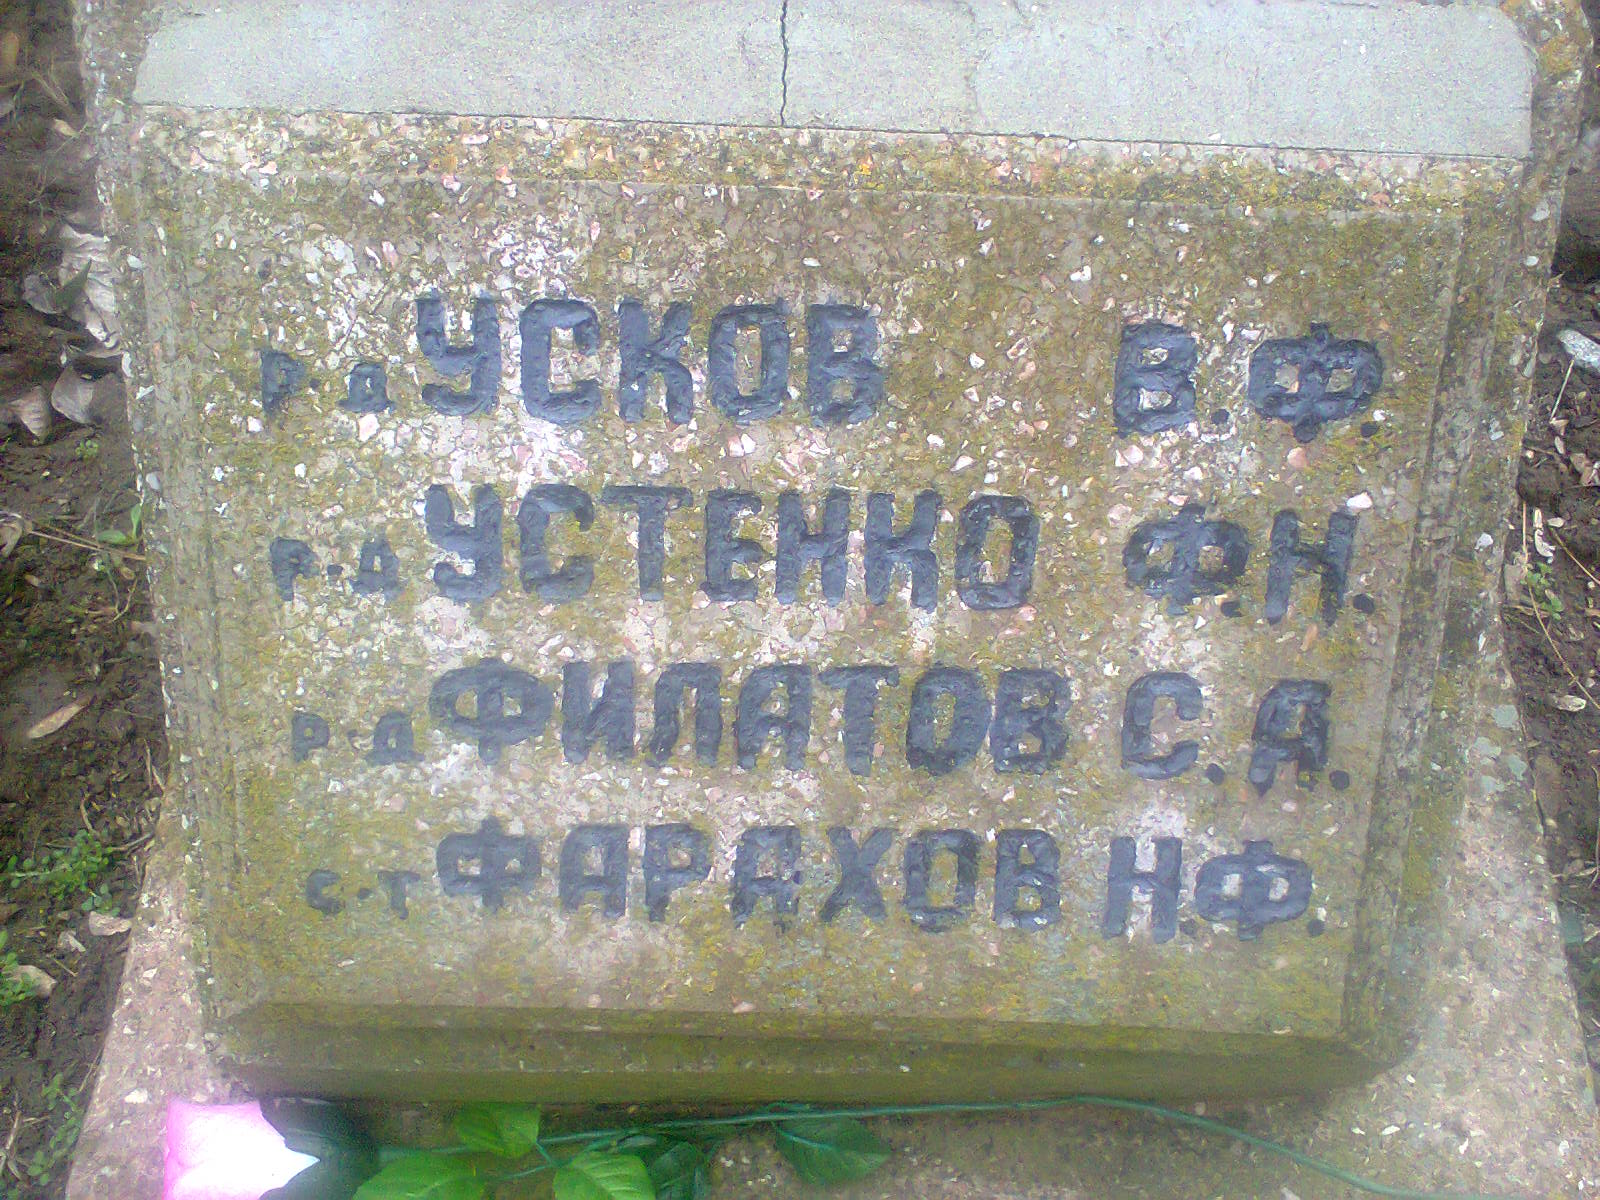 р.д УСКОВ В.Ф.
р.д УСТЕНКО Ф.Н.
р.д ФИЛАТОВ С.А.
с.т ФАРАХОВ Н.Ф.